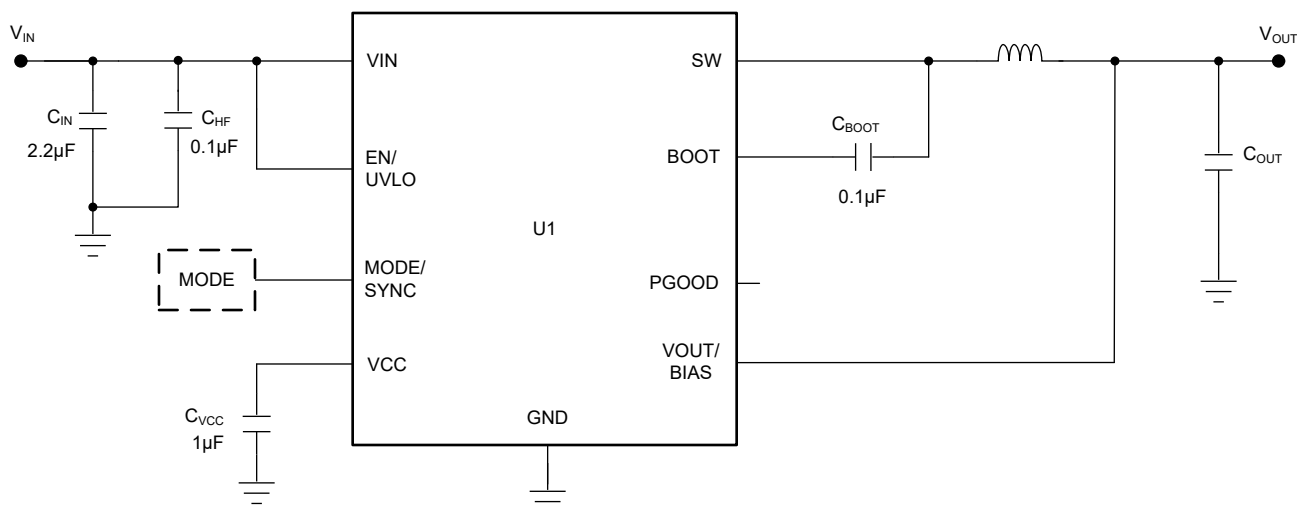 VIN
VOUT
VIN
SW
CIN
2.2µF
CHF
0.1µF
CBOOT
0.1µF
COUT
EN/
UVLO
BOOT
U1
MODE
MODE/
SYNC
PGOOD
VCC
VOUT/
BIAS
CVCC
1µF
GND